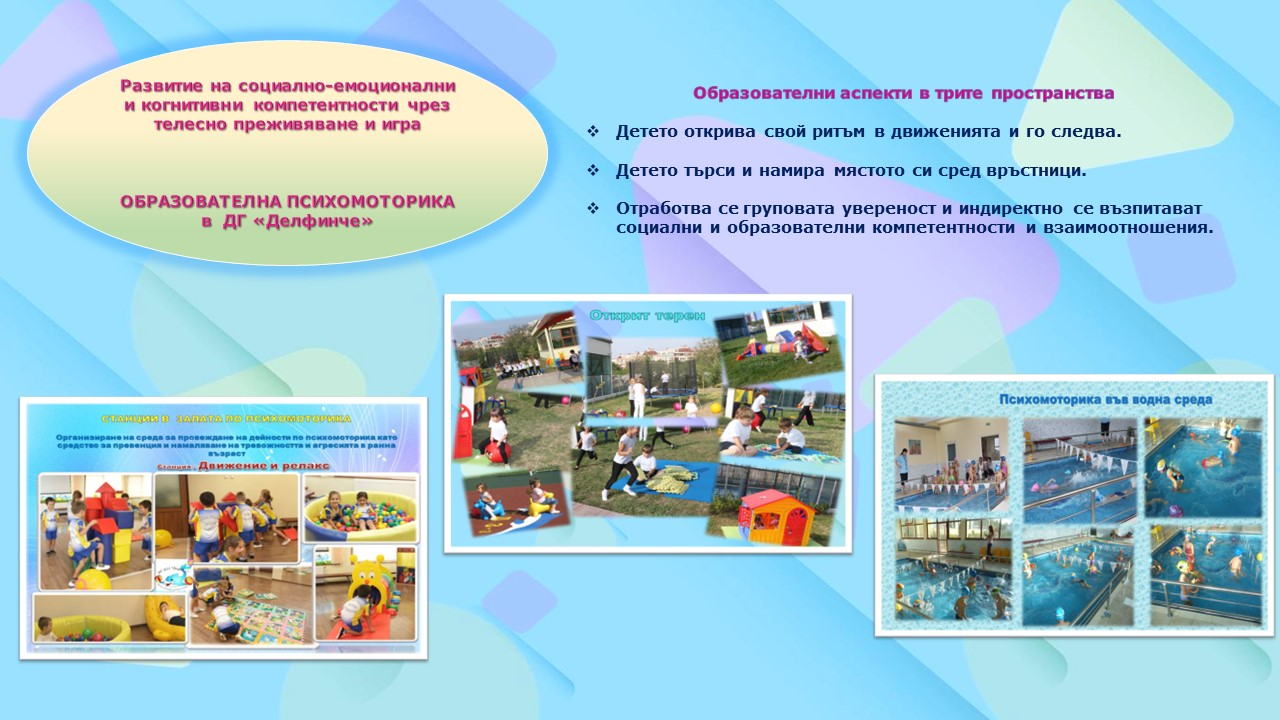 Развитие на социално-емоционални
и когнитивни компетентности чрез
телесно преживяване и игра
ОБРАЗОВАТЕЛНА ПСИХОМОТОРИКА
в ДГ «Делфинче»
Образователни аспекти в трите пространства
❖ Детето открива свой ритъм в движенията и го следва.
❖ Детето търси и намира мястото си сред връстници.
❖ Отработва се груповата увереност и индиректно се възпитават
социални и образователни компетентности и взаимоотношения.
Открит терен
СТАНЦИИ В ЗАЛАТА ПО ПСИХОМОТОРИКА
Организиране на среда за провеждане на дейности по психомоторика като
средство за превенция и намаляване на тревожността и агресията в ранна
възраст
Станция „ Движение и релакс
Психомоторика във водна среда